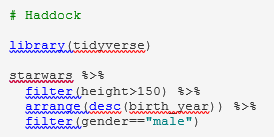 # Haddock
library(tidyverse)
starwars %>%
filter(height>150) %>%
arrange(desc(birth_year)) %>%
filter(gender=="male")